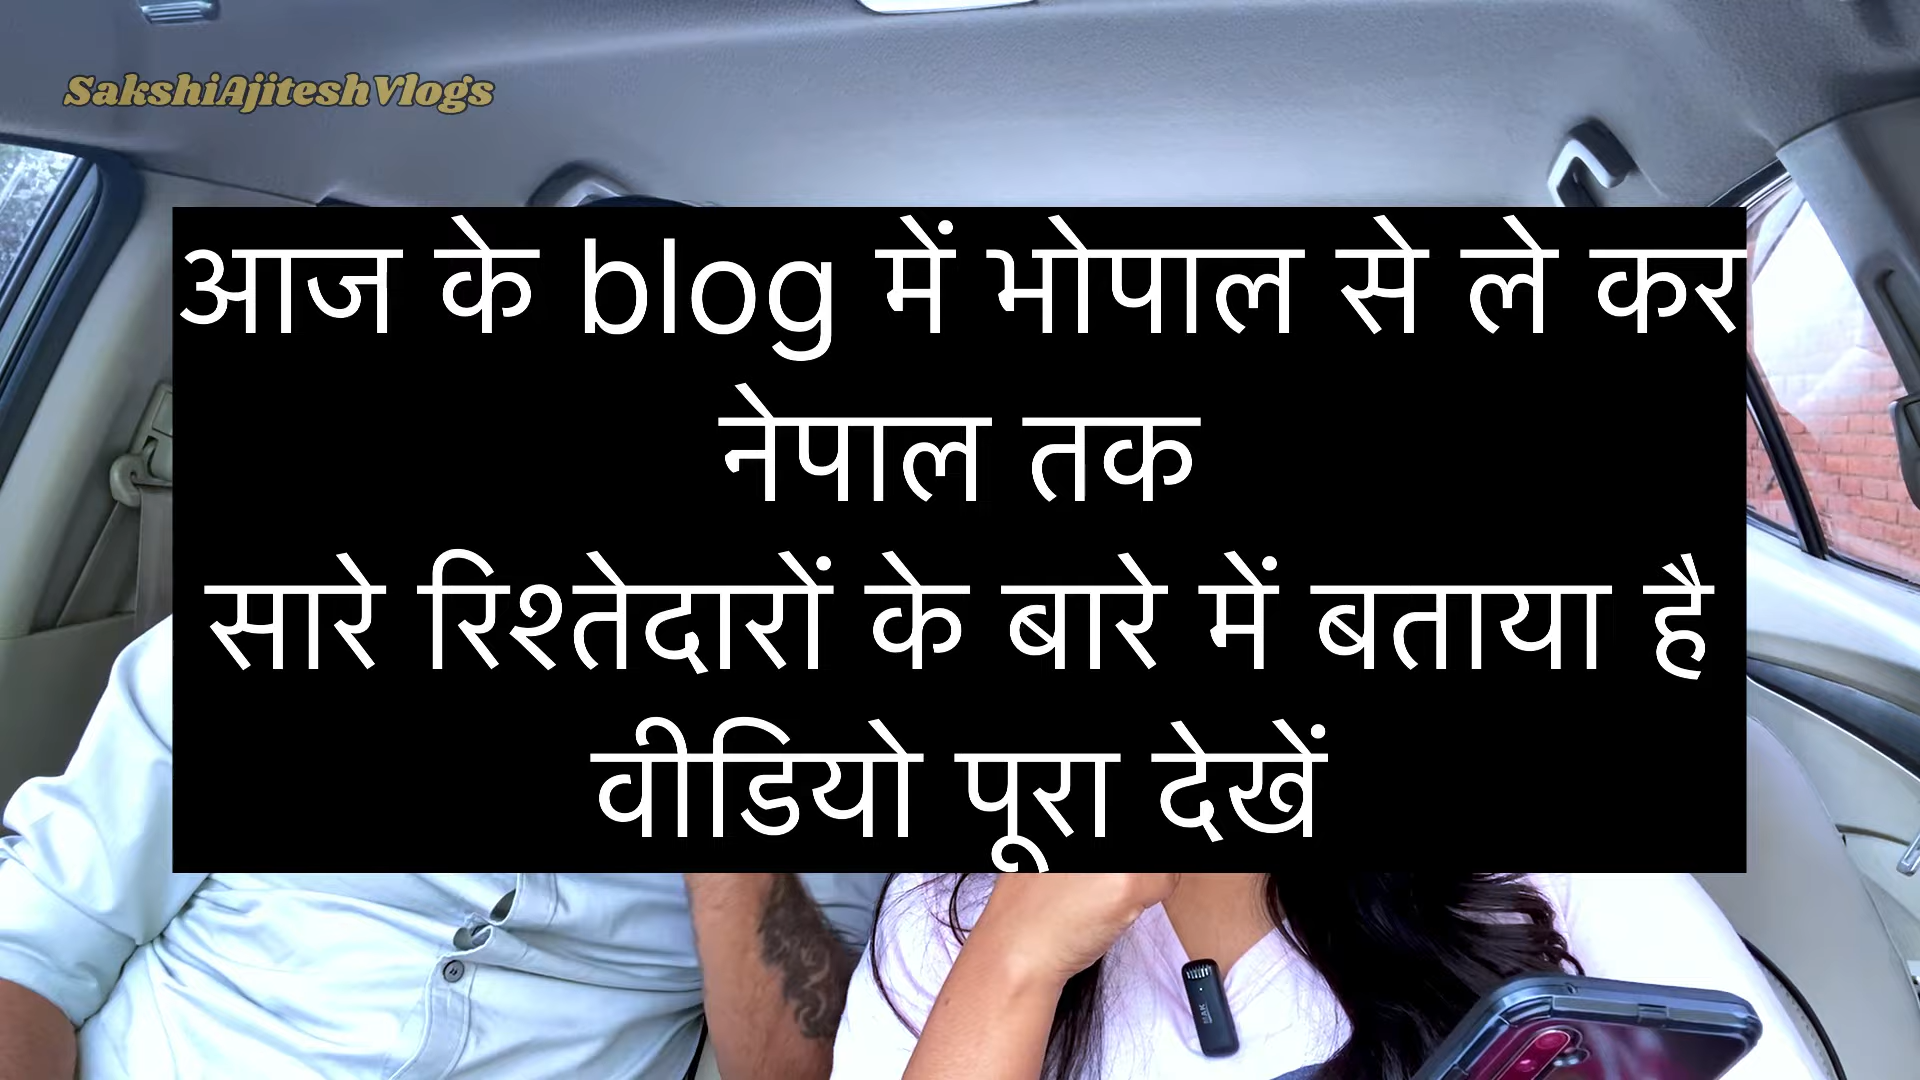 SakshiAjiteshVlogs
आज के blog में भोपाल से ले कर
नेपाल तक
सारे रिश्तेदारों के बारे में बताया है
वीडियो पूरा देखें